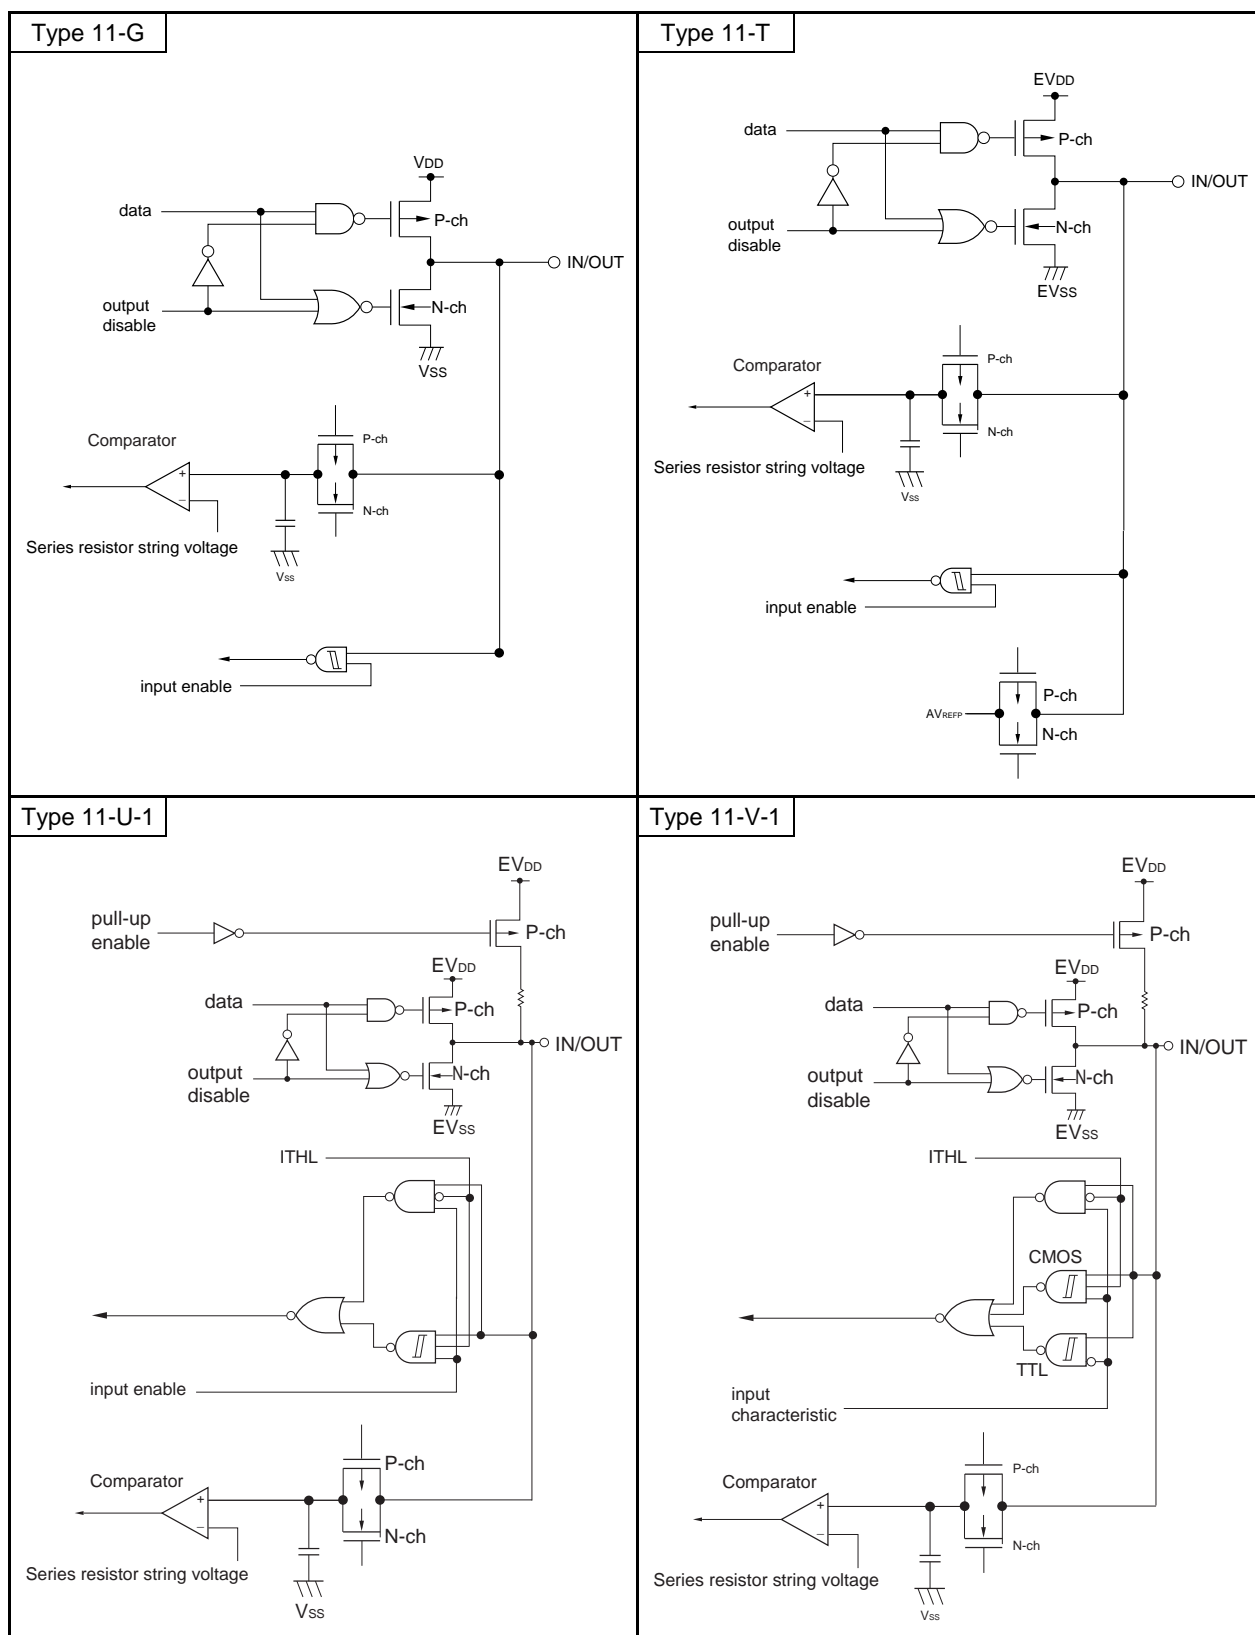 Type 11-G
VDD
data
P-ch
IN/OUT
output
disable
N-ch
VSS
P-ch
Comparator
+
−
N-ch
Series resistor string voltage
VSS
input enable
Type 11-T
EVDD
data
P-ch
IN/OUT
output
disable
N-ch
EVSS
P-ch
Comparator
+
−
N-ch
Series resistor string voltage
VSS
input enable
P-ch
AVREFP
N-ch
Type 11-U-1
EVDD
pull-up
enable
P-ch
EVDD
data
P-ch
IN/OUT
output
disable
N-ch
EVSS
ITHL
input enable
P-ch
Comparator
+
−
N-ch
Series resistor string voltage
VSS
Type 11-V-1
EVDD
pull-up
enable
P-ch
EVDD
data
P-ch
IN/OUT
output
disable
N-ch
EVSS
ITHL
CMOS
TTL
input
characteristic
P-ch
Comparator
+
−
N-ch
Series resistor string voltage
VSS